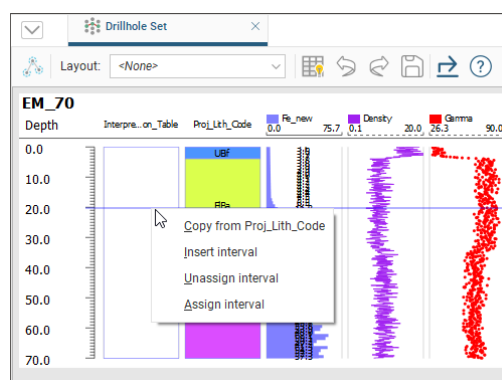 Drillhole Set
Layout: <None>
EM_70
Depth Interpre...on_Table Proj_Lith_Code Fe_new Density Gamma
0.0 75.7 0.1 20.0 26.3 90.0
0.0 UBf
10.0
20.0
30.0
40.0
50.0
60.0
70.0
Copy from Proj_Lith_Code
Insert interval
Unassign interval
Assign interval